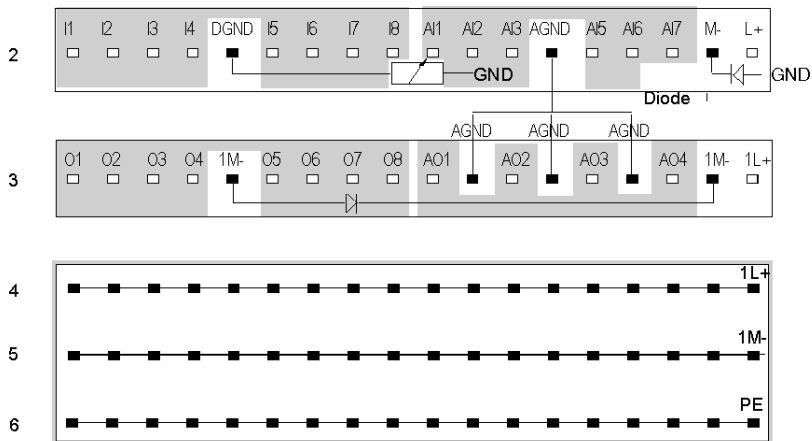 I1 I2 I3 I4 DGND I5 I6 I7 I8 AI1 AI2 AI3 AGND AI5 AI6 AI7 M- L+
2
GND GND
Diode
AGND AGND AGND
O1 O2 O3 O4 1M- O5 O6 O7 O8 AO1 AO2 AO3 AO4 1M- 1L+
3
1L+
4
1M-
5
PE
6